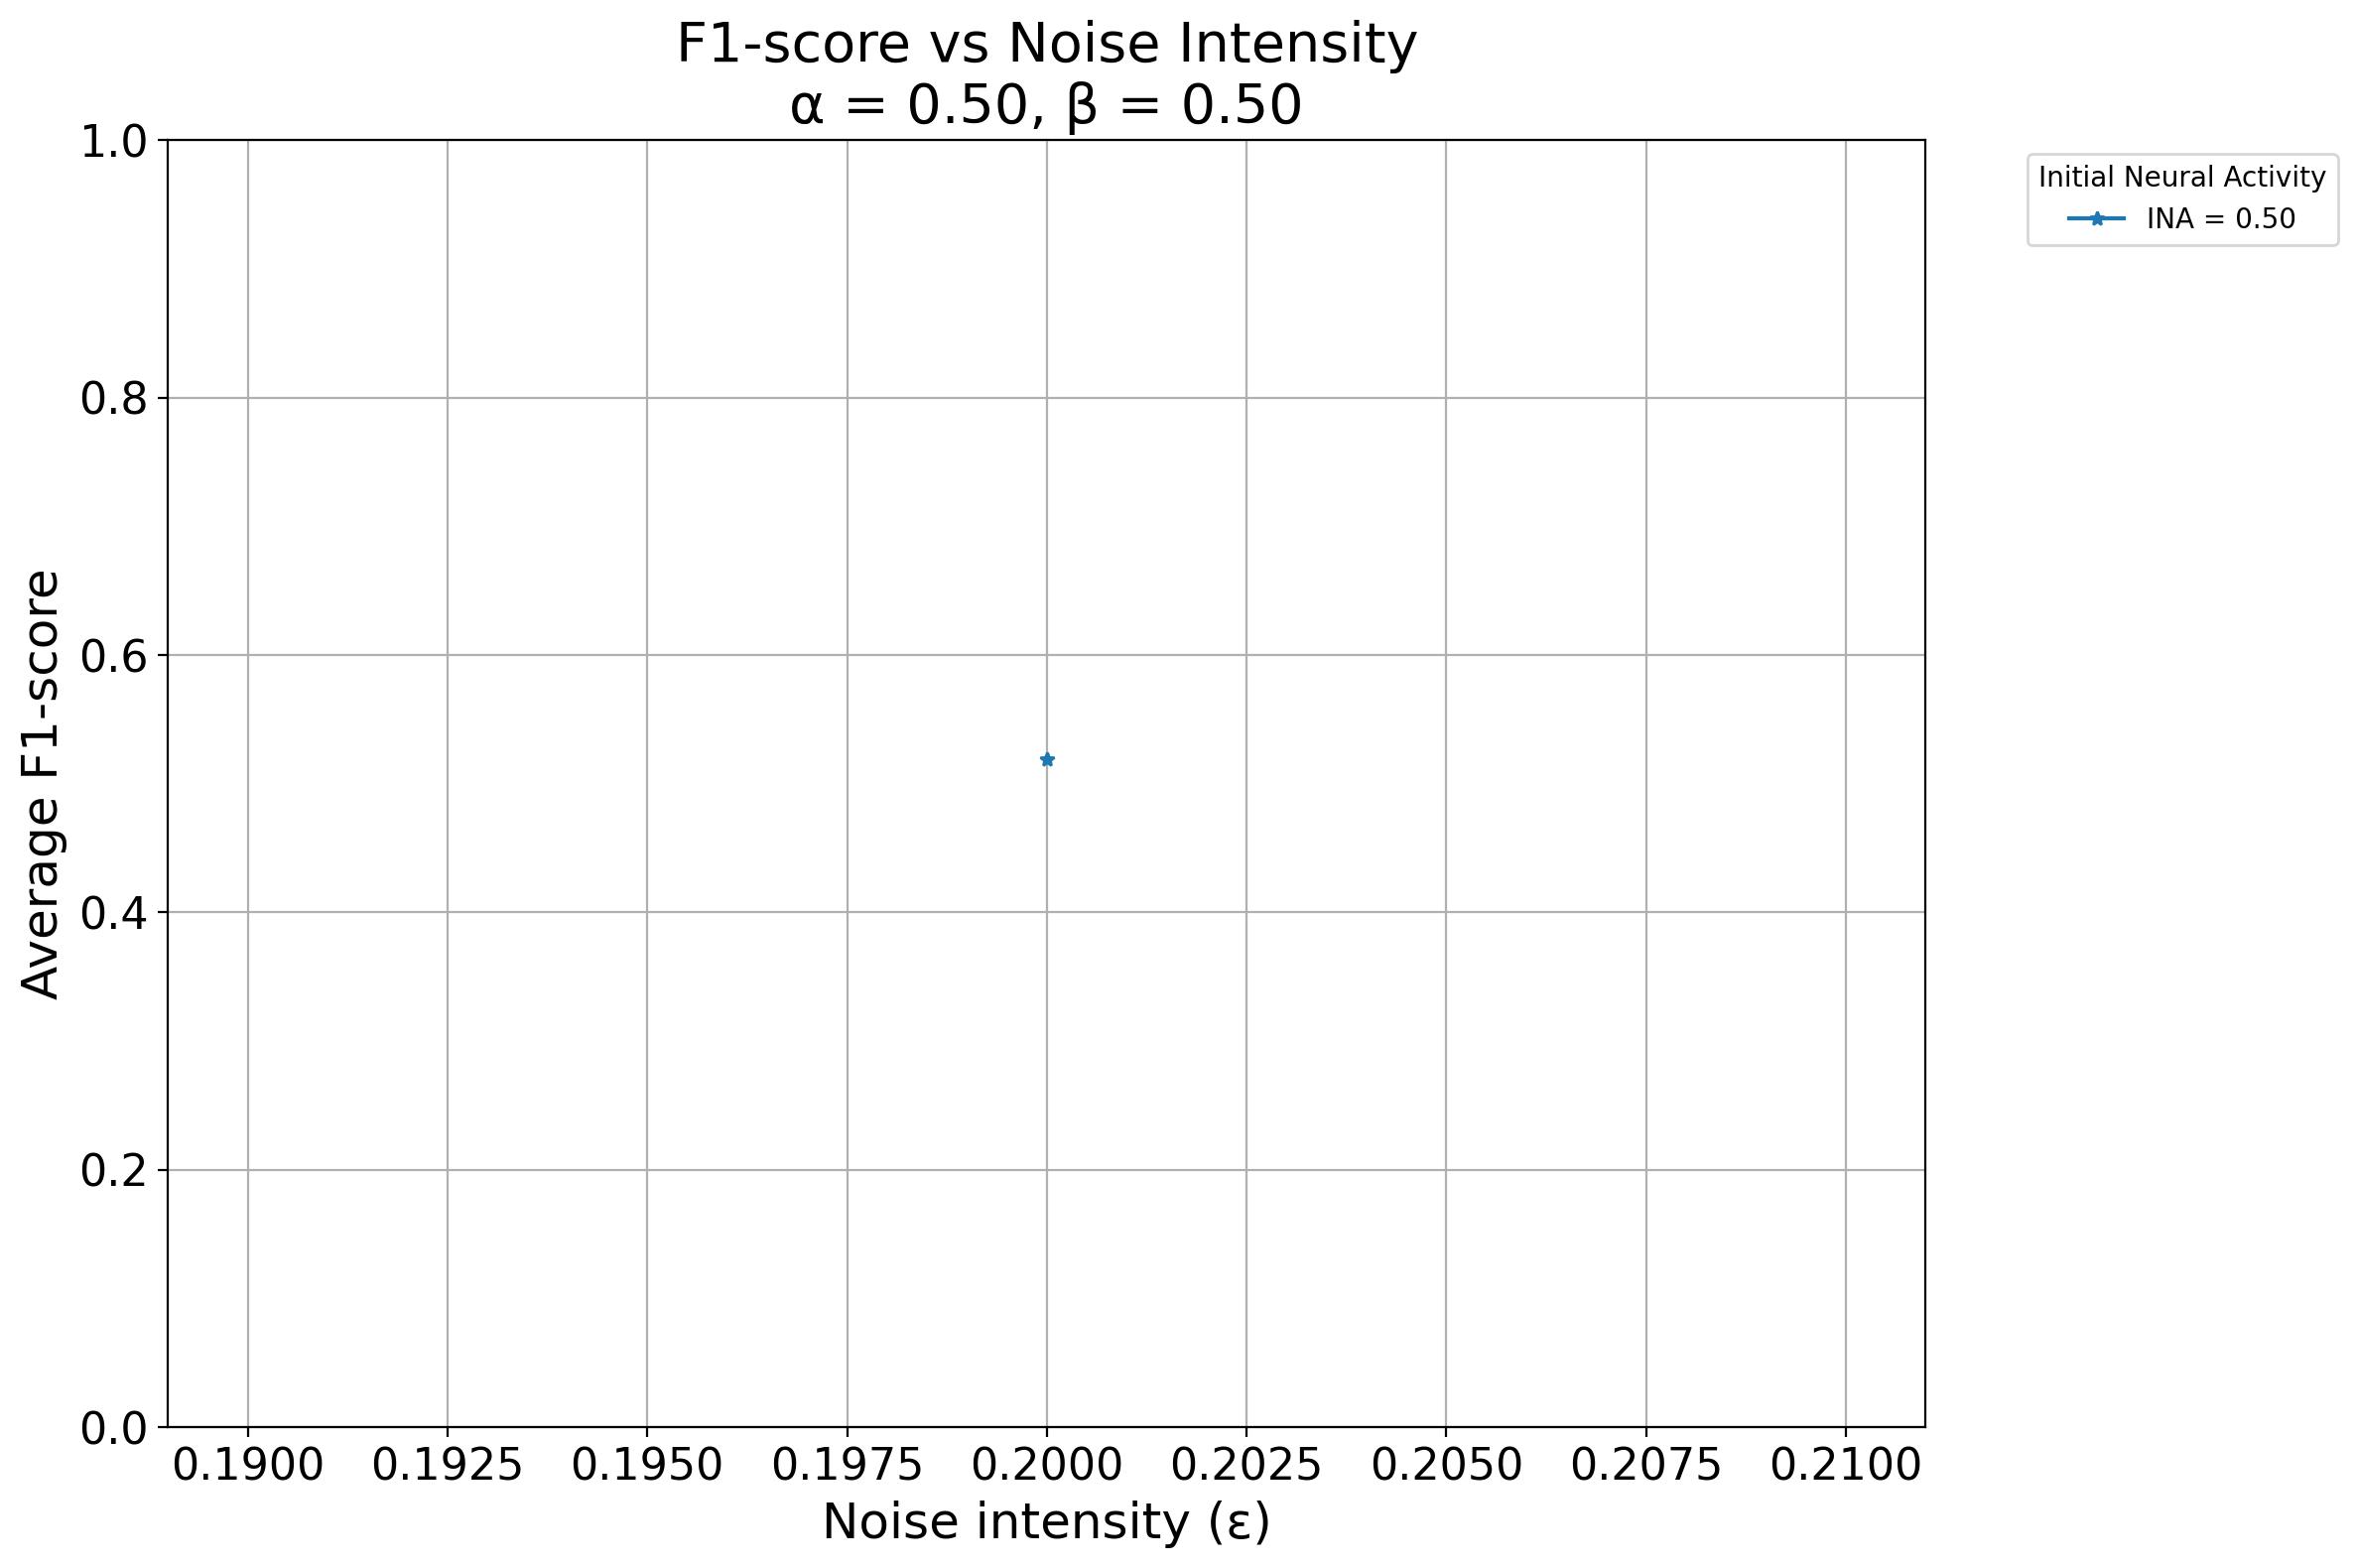 F1-score vs Noise Intensity
α = 0.50, β = 0.50
Initial Neural Activity
INA = 0.50
Average F1-score
1.0
0.8
0.6
0.4
0.2
0.0
0.1900 0.1925 0.1950 0.1975 0.2000 0.2025 0.2050 0.2075 0.2100
Noise intensity (ε)